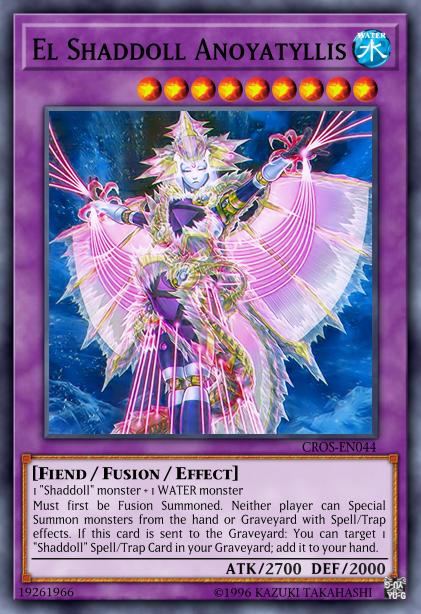 El Shaddoll Anoyatyllis
WATER
水
CROS-EN044
[Fiend / Fusion / Effect]
1 "Shaddoll" monster + 1 WATER monster
Must first be Fusion Summoned. Neither player can Special
Summon monsters from the hand or Graveyard with Spell/Trap
effects. If this card is sent to the Graveyard: You can target 1
"Shaddoll" Spell/Trap Card in your Graveyard; add it to your hand.
ATK/2700 DEF/2000
19261966
©1996 KAZUKI TAKAHASHI